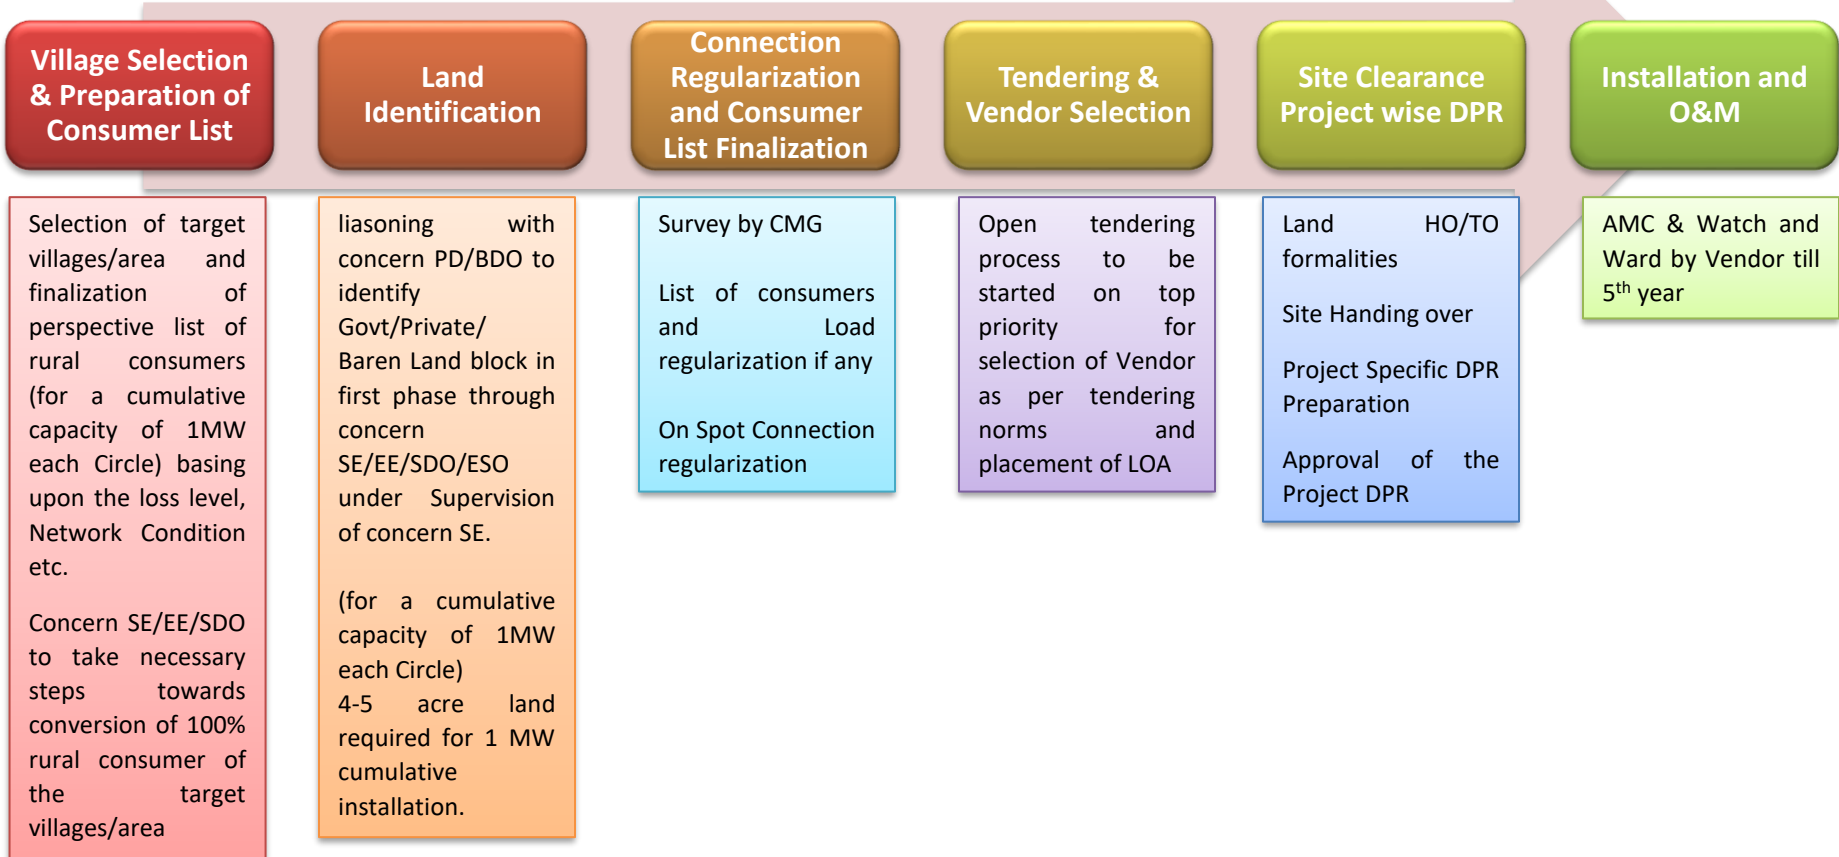 Village Selection
& Preparation of
Consumer List
Land
Identification
Connection
Regularization
and Consumer
List Finalization
Tendering &
Vendor Selection
Site Clearance
Project wise DPR
Installation and
O&M
Selection of target
villages/area and
finalization of
perspective list of
rural consumers
(for a cumulative
capacity of 1MW
each Circle) basing
upon the loss level,
Network Condition
etc.
Concern SE/EE/SDO
to take necessary
steps towards
conversion of 100%
rural consumer of
the target
villages/area
liasoning with
concern PD/BDO to
identify
Govt/Private/
Baren Land block in
first phase through
concern
SE/EE/SDO/ESO
under Supervision
of concern SE.
(for a cumulative
capacity of 1MW
each Circle)
4-5 acre land
required for 1 MW
cumulative
installation.
Survey by CMG
List of consumers
and Load
regularization if any
On Spot Connection
regularization
Open tendering
process to be
started on top
priority for
selection of Vendor
as per tendering
norms and
placement of LOA
Land HO/TO
formalities
Site Handing over
Project Specific DPR
Preparation
Approval of the
Project DPR
AMC & Watch and
Ward by Vendor till
5th year